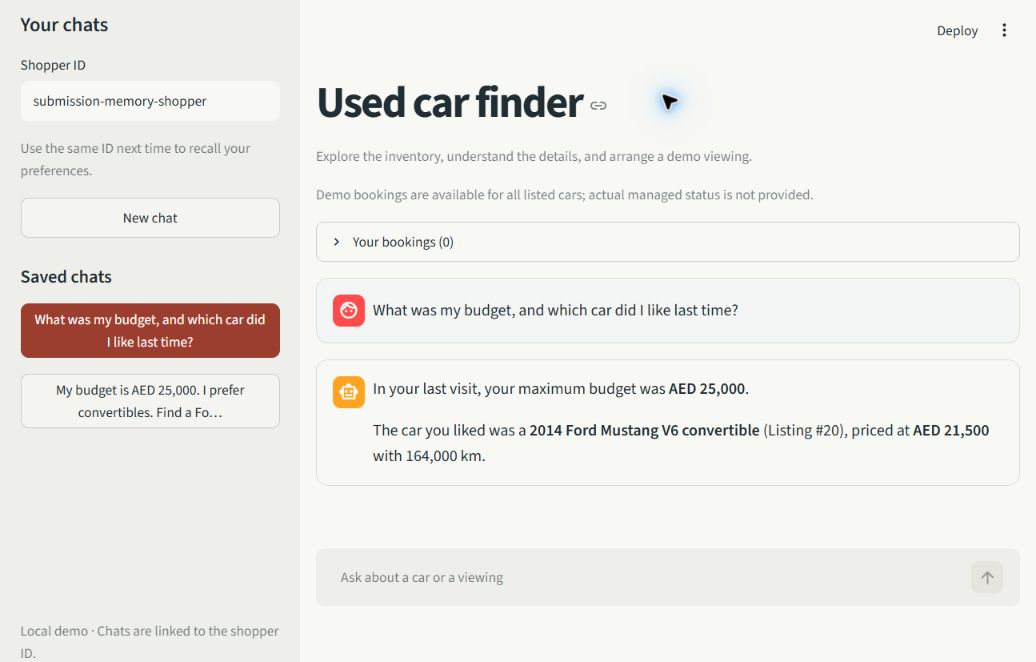 Your chats
Shopper ID
submission-memory-shopper
Use the same ID next time to recall your
preferences.
New chat
Saved chats
What was my budget, and which car did
I like last time?
My budget is AED 25,000. I prefer
convertibles. Find a Fo…
Local demo · Chats are linked to the shopper
ID.
Deploy
Used car finder
Explore the inventory, understand the details, and arrange a demo viewing.
Demo bookings are available for all listed cars; actual managed status is not provided.
Your bookings (0)
What was my budget, and which car did I like last time?
In your last visit, your maximum budget was AED 25,000.
The car you liked was a 2014 Ford Mustang V6 convertible (Listing #20), priced at AED 21,500
with 164,000 km.
Ask about a car or a viewing